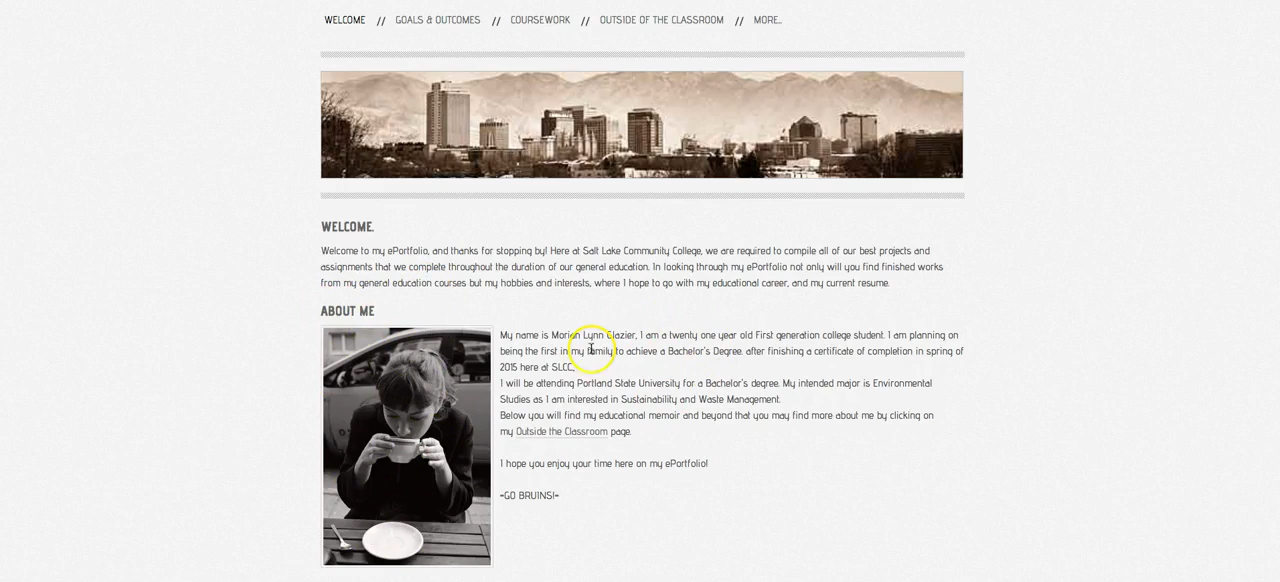 WELCOME // GOALS & OUTCOMES // COURSEWORK // OUTSIDE OF THE CLASSROOM // MORE...
WELCOME.
Welcome to my ePortfolio, and thanks for stopping by! Here at Salt Lake Community College, we are required to compile all of our best projects and
assignments that we complete throughout the duration of our general education. In looking through my ePortfolio not only will you find finished works
from my general education courses but my hobbies and interests, where I hope to go with my educational career, and my current resume.
ABOUT ME
My name is Morian Lynn Glazier, I am a twenty one year old First generation college student. I am planning on
being the first in my family to achieve a Bachelor's Degree. after finishing a certificate of completion in spring of
2015 here at SLCC,
I will be attending Portland State University for a Bachelor's degree. My intended major is Environmental
Studies as I am interested in Sustainability and Waste Management.
Below you will find my educational memoir and beyond that you may find more about me by clicking on
my Outside the Classroom page.
I hope you enjoy your time here on my ePortfolio!
=GO BRUINS!=